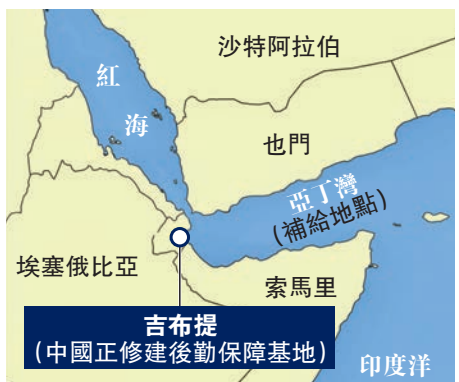 沙特阿拉伯
紅
海
也門
亞丁灣
(補給地點)
埃塞俄比亞
索馬里
吉布提
(中國正修建後勤保障基地)
印度洋